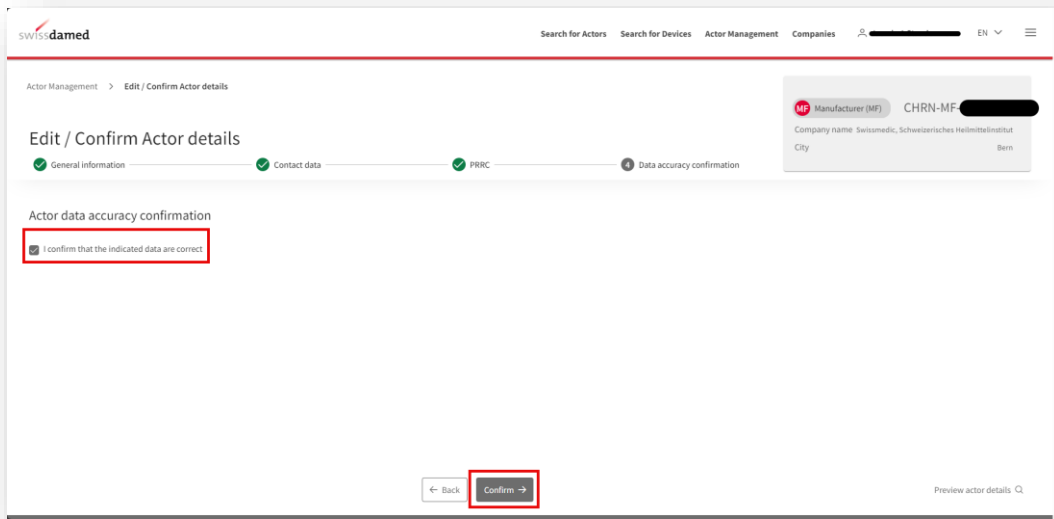 swissdamed
Search for Actors Search for Devices Actor Management Companies EN
Actor Management > Edit / Confirm Actor details
MF Manufacturer (MF) CHRN-MF-
Company name Swissmedic, Schweizerisches Heilmittelinstitut
City Bern
Edit / Confirm Actor details
General information Contact data PRRC 4 Data accuracy confirmation
Actor data accuracy confirmation
I confirm that the indicated data are correct
← Back Confirm → Preview actor details